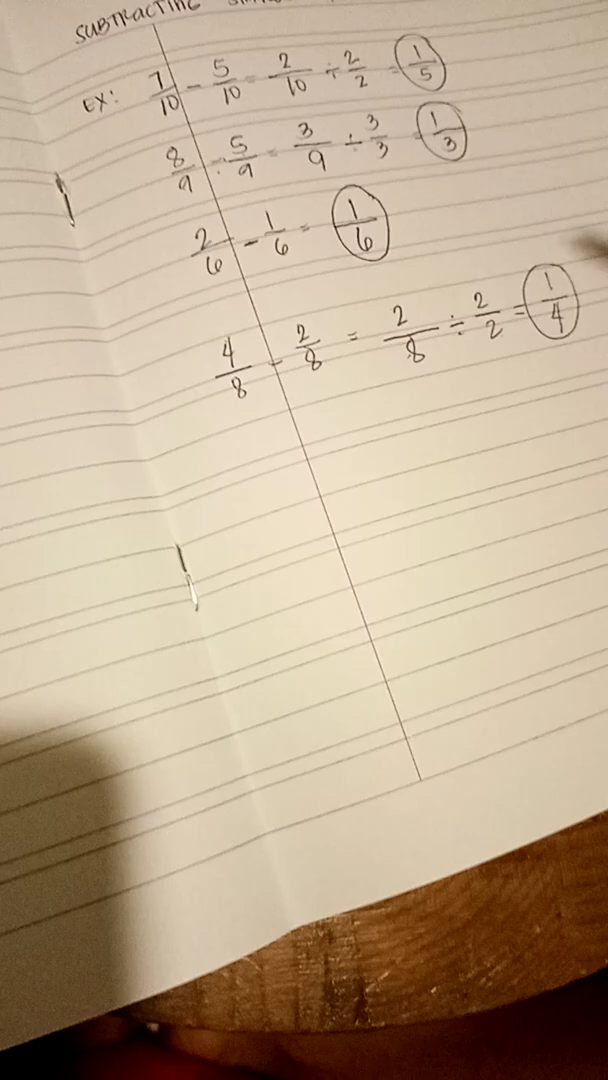 SUBTRACTING
EX: 7/10 - 5/10 = 2/10 ÷ 2/2 = 1/5
8/9 - 5/9 = 3/9 ÷ 3/3 = 1/3
2/6 - 1/6 = 1/6
4/8 - 2/8 = 2/8 ÷ 2/2 = 1/4